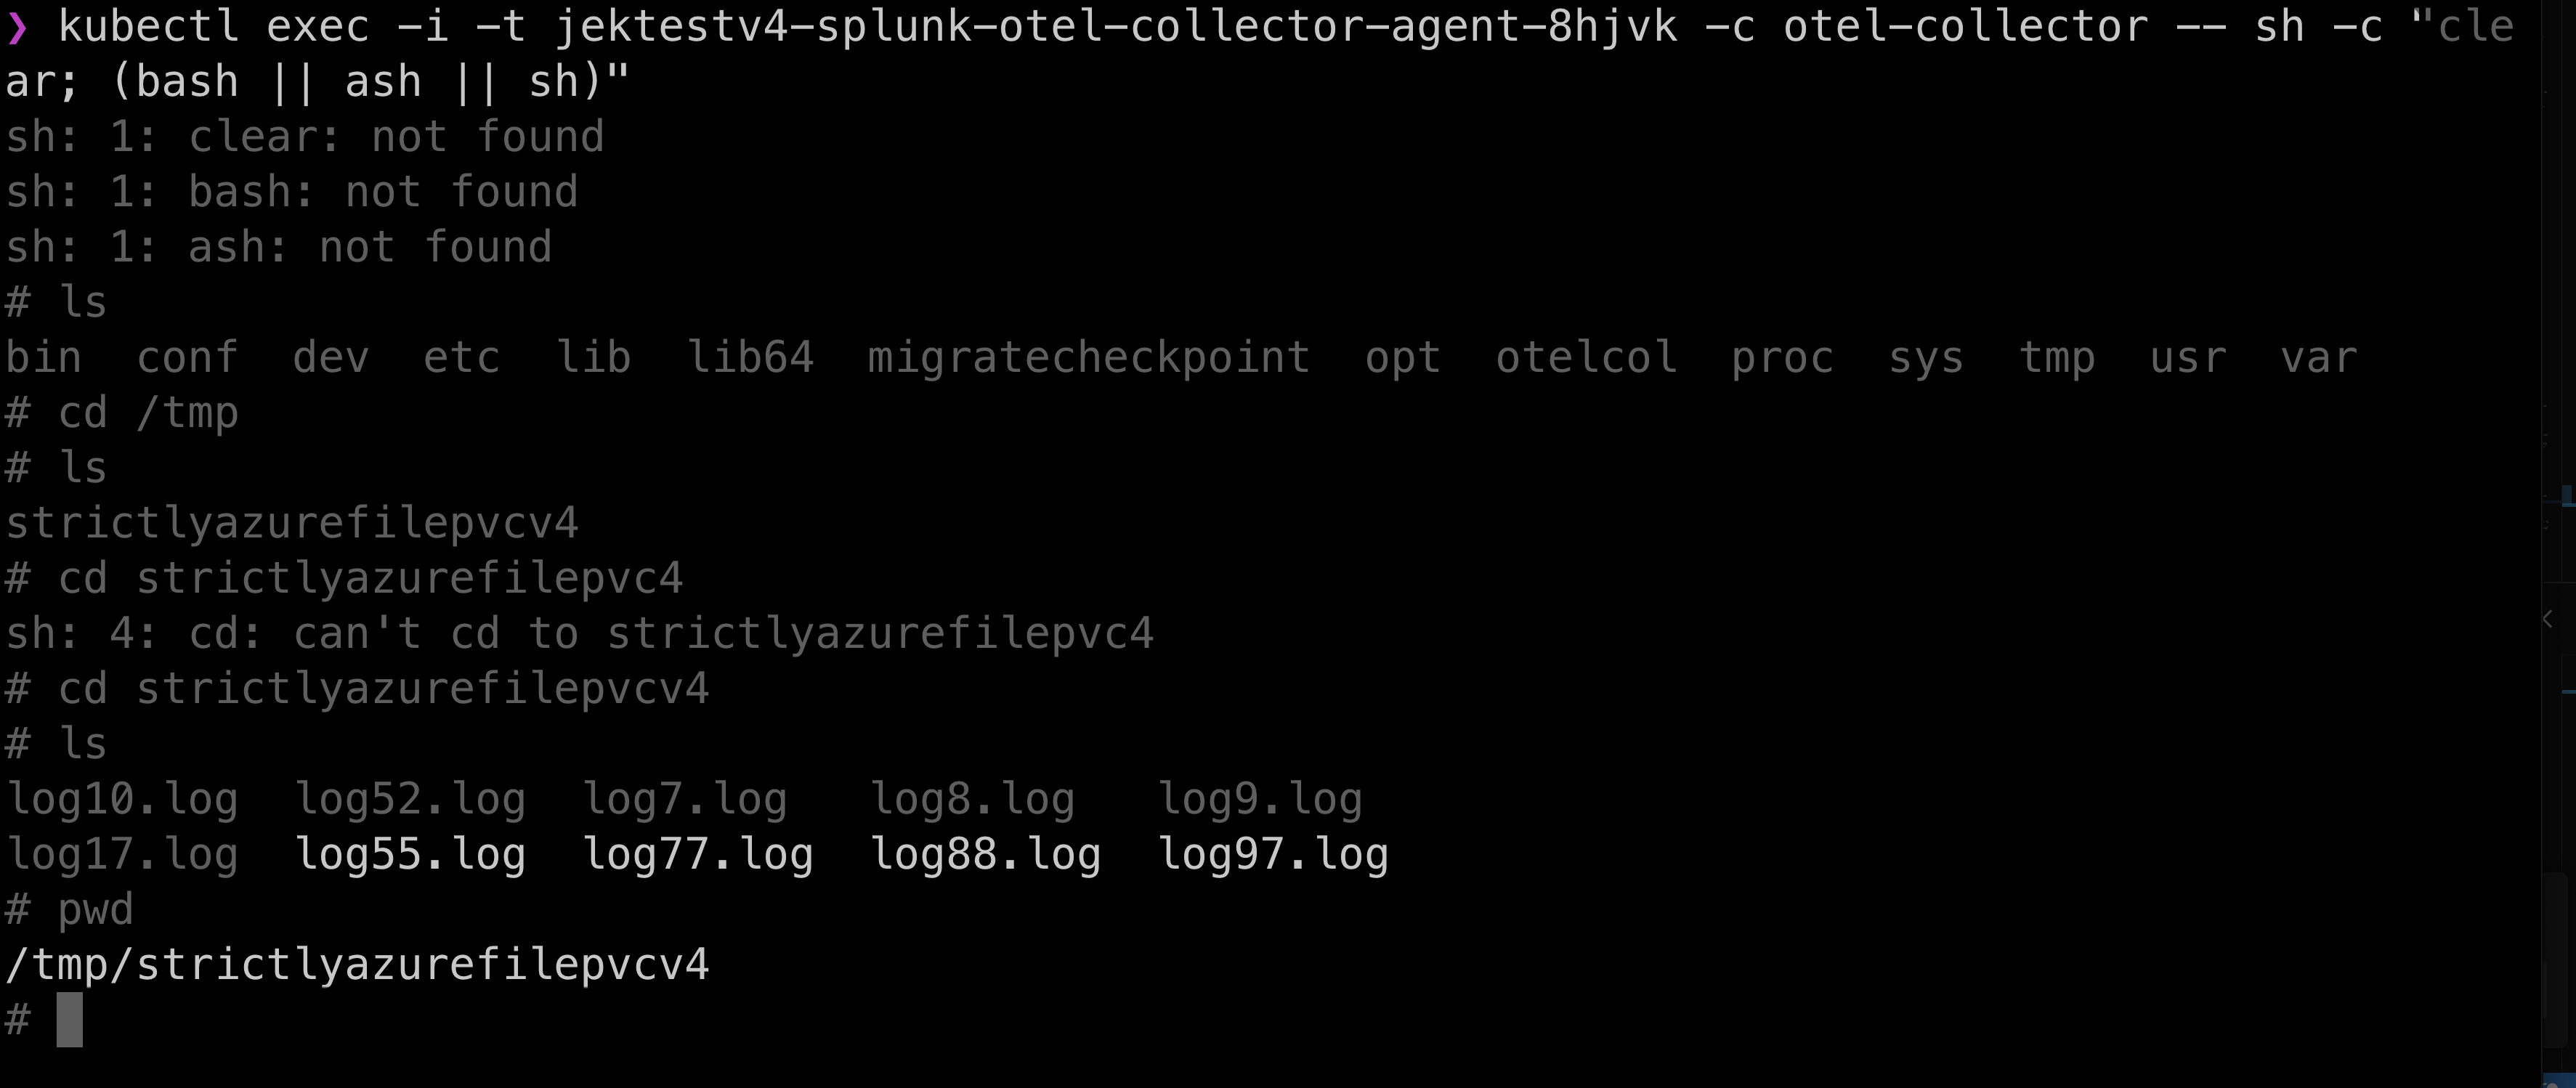 ❯ kubectl exec -i -t jektestv4-splunk-otel-collector-agent-8hjvk -c otel-collector -- sh -c "cle
ar; (bash || ash || sh)"
sh: 1: clear: not found
sh: 1: bash: not found
sh: 1: ash: not found
# ls
bin  conf  dev  etc  lib  lib64  migratecheckpoint  opt  otelcol  proc  sys  tmp  usr  var
# cd /tmp
# ls
strictlyazurefilepvcv4
# cd strictlyazurefilepvc4
sh: 4: cd: can't cd to strictlyazurefilepvc4
# cd strictlyazurefilepvcv4
# ls
log10.log  log52.log  log7.log   log8.log   log9.log
log17.log  log55.log  log77.log  log88.log  log97.log
# pwd
/tmp/strictlyazurefilepvcv4
#